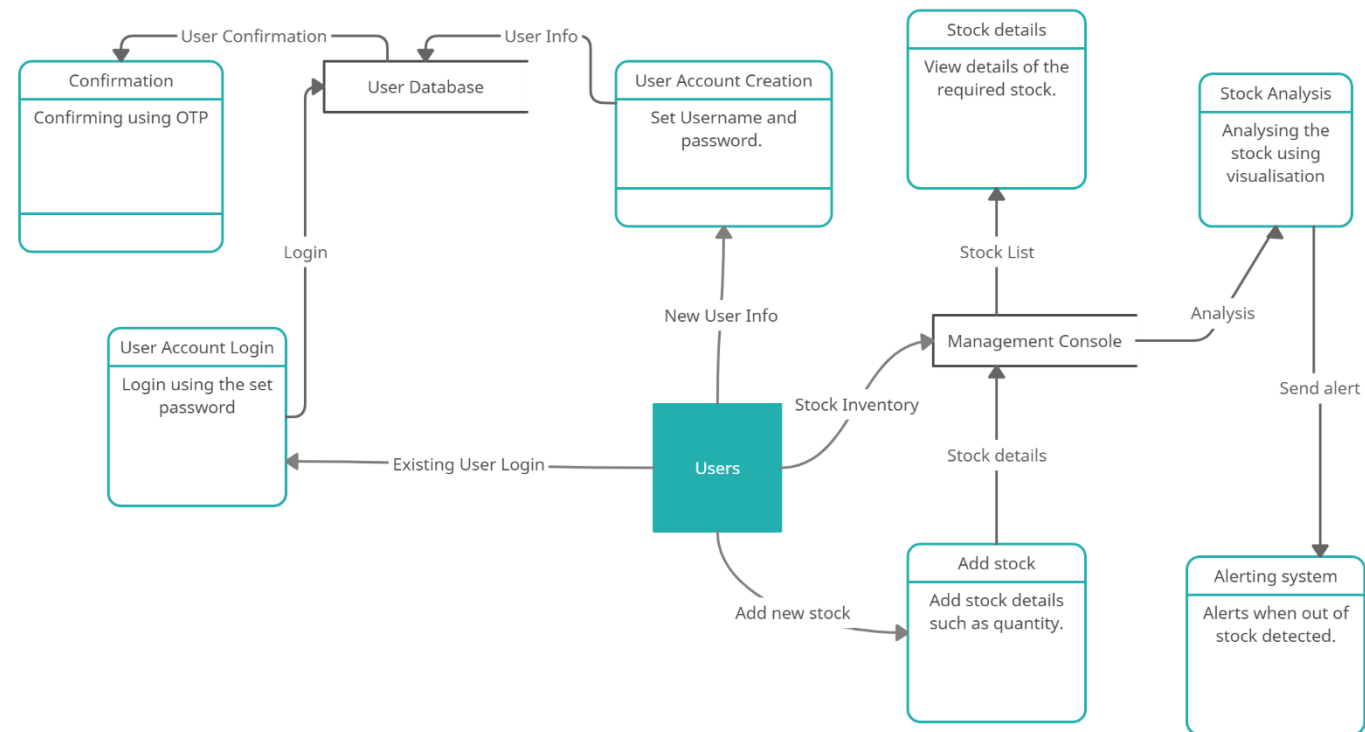 Stock details
User Confirmation
User Info
Confirmation
User Database
User Account Creation
View details of the
required stock.
Stock Analysis
Confirming using OTP
Set Username and
password.
Analysing the
stock using
visualisation
Login
Stock List
New User Info
Analysis
User Account Login
Management Console
Login using the set
password
Stock Inventory
Send alert
Existing User Login
Users
Stock details
Add stock
Alerting system
Add new stock
Add stock details
such as quantity.
Alerts when out of
stock detected.